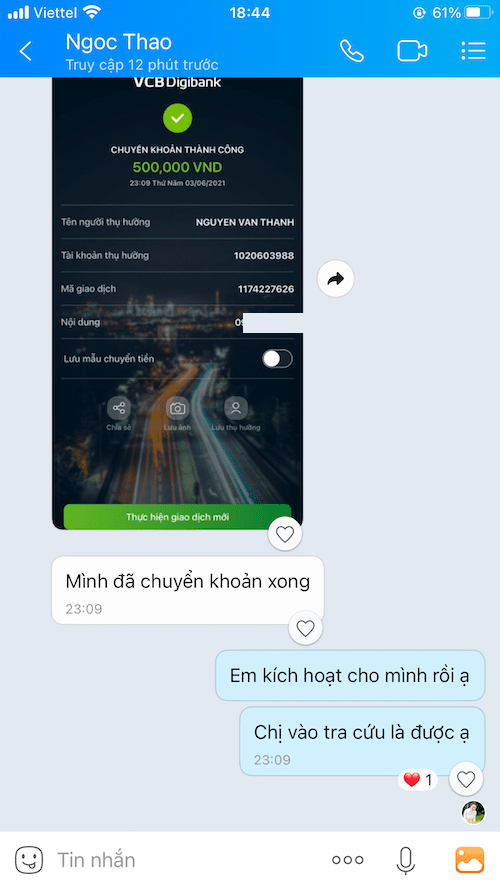 Viettel 18:44 61%
Ngoc Thao
Truy cập 12 phút trước
VCB Digibank
CHUYỂN KHOẢN THÀNH CÔNG
500,000 VND
23:09 Thứ Năm 03/06/2021
Tên người thụ hưởng NGUYEN VAN THANH
Tài khoản thụ hưởng 1020603988
Mã giao dịch 1174227626
Nội dung
Lưu mẫu chuyển tiền
Chia sẻ Lưu ảnh Lưu thụ hưởng
Thực hiện giao dịch mới
Mình đã chuyển khoản xong
23:09
Em kích hoạt cho mình rồi ạ
Chị vào tra cứu là được ạ
23:09
1
Tin nhắn